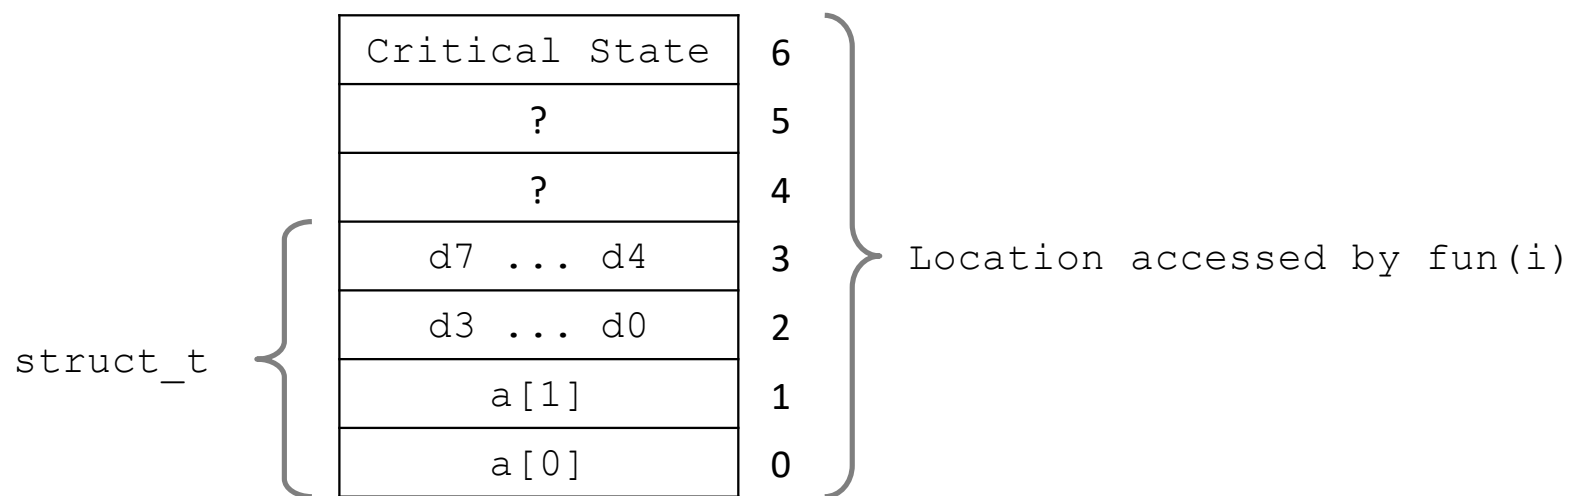 Critical State 6
? 5
? 4
d7 ... d4 3
Location accessed by fun(i)
d3 ... d0 2
struct_t
a[1] 1
a[0] 0